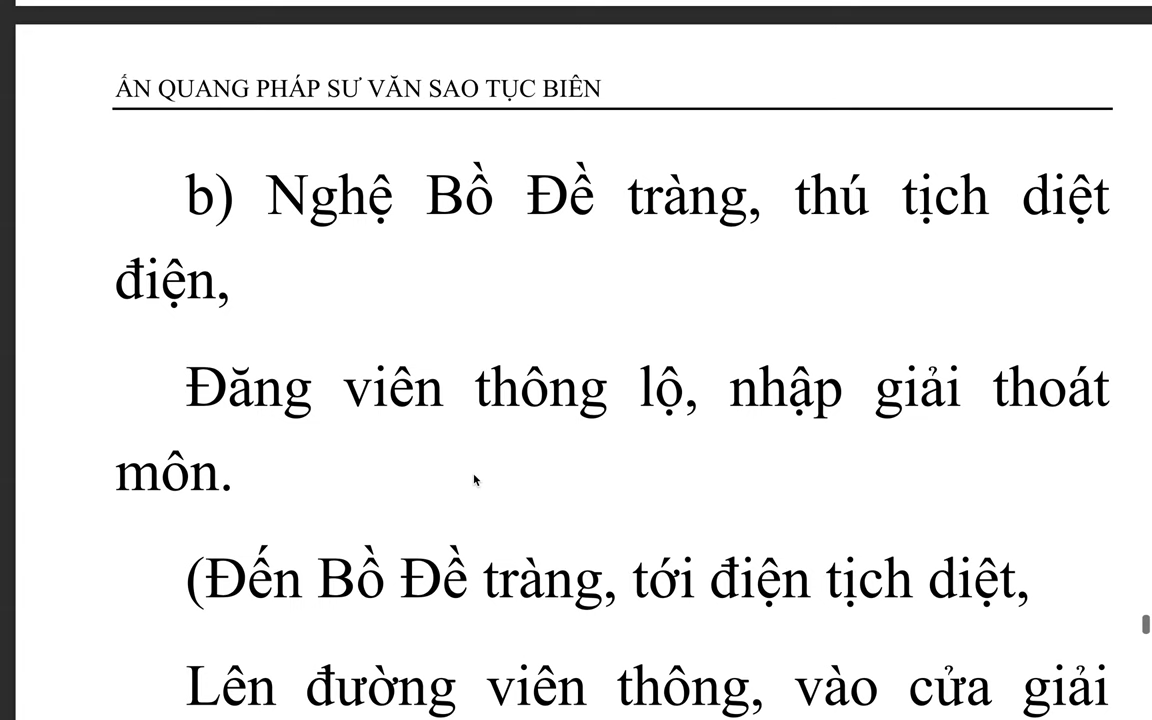 ẤN QUANG PHÁP SƯ VĂN SAO TỤC BIÊN
b) Nghệ Bồ Đề tràng, thú tịch diệt
điện,
Đăng viên thông lộ, nhập giải thoát
môn.
(Đến Bồ Đề tràng, tới điện tịch diệt,
Lên đường viên thông, vào cửa giải